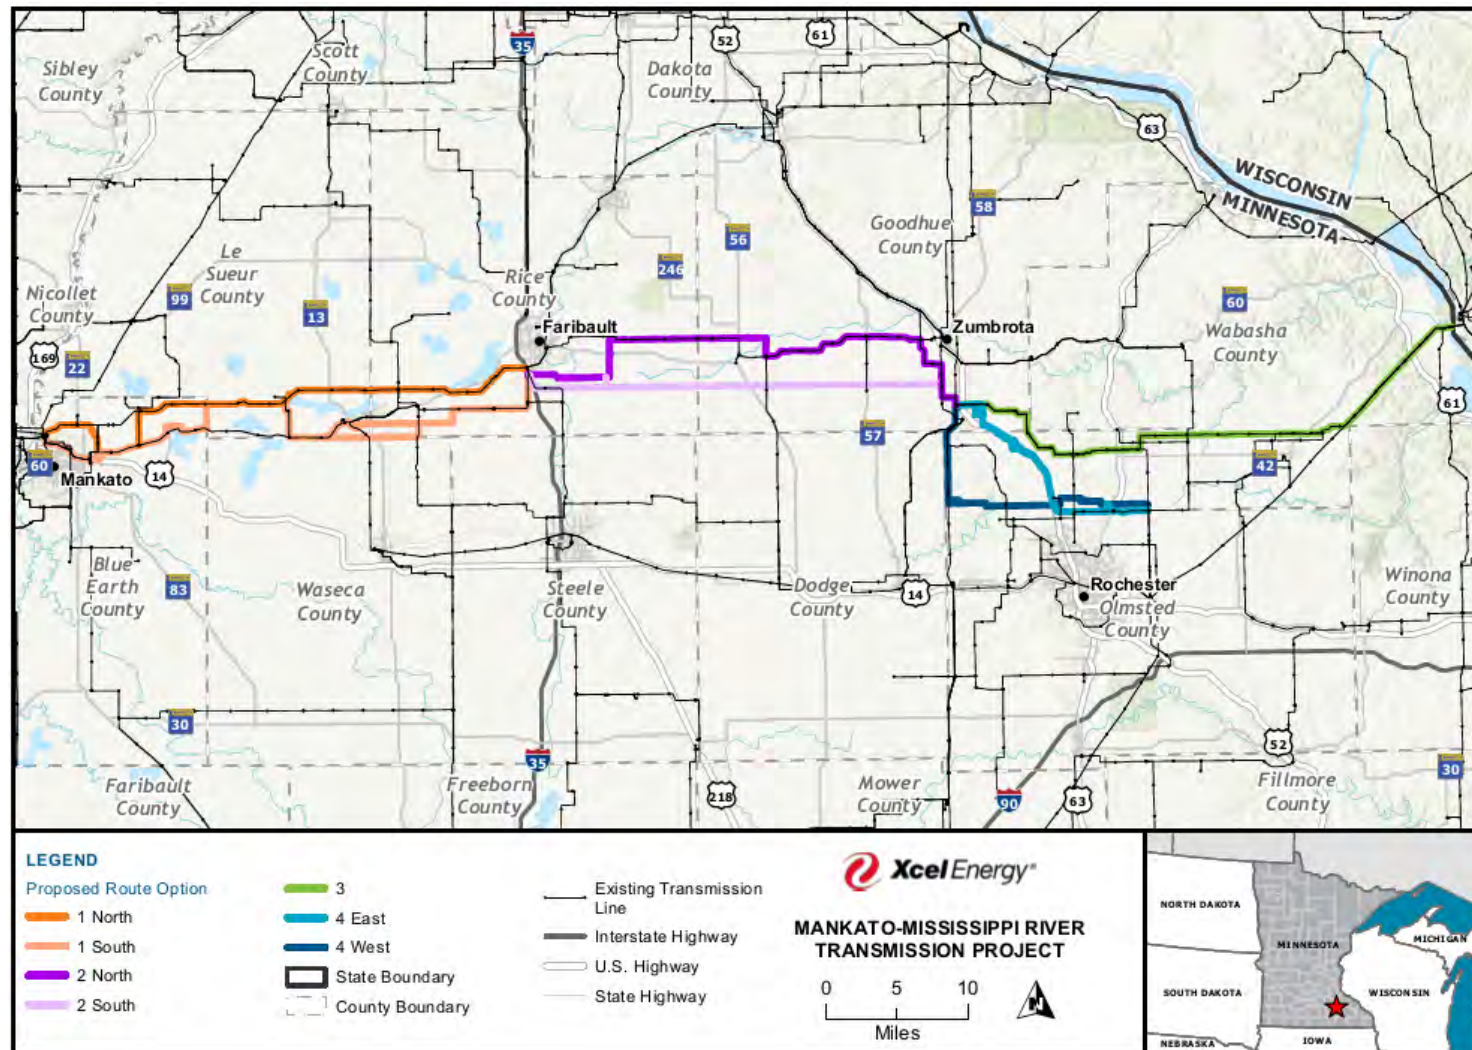 35
52
61
Scott
County
Sibley
County
Dakota
County
63
WISCONSIN
MINNESOTA
58
Goodhue
County
56
246
Le
Sueur
County
Rice
County
Nicollet
County
99
13
60
Wabasha
County
Faribault
Zumbrota
169
22
61
57
42
60
Mankato
14
Blue
Earth
County
83
Waseca
County
Steele
County
Dodge
County
14
Rochester
Olmsted
County
Winona
County
30
35
52
30
Faribault
County
Freeborn
County
218
Mower
County
90
63
Fillmore
County
LEGEND
Proposed Route Option
1 North
1 South
2 North
2 South
3
4 East
4 West
State Boundary
County Boundary
Existing Transmission
Line
Interstate Highway
U.S. Highway
State Highway
Xcel Energy®
MANKATO-MISSISSIPPI RIVER
TRANSMISSION PROJECT
0 5 10
Miles
N
NORTH DAKOTA
MINNESOTA
MICHIGAN
SOUTH DAKOTA
WISCONSIN
NEBRASKA
IOWA